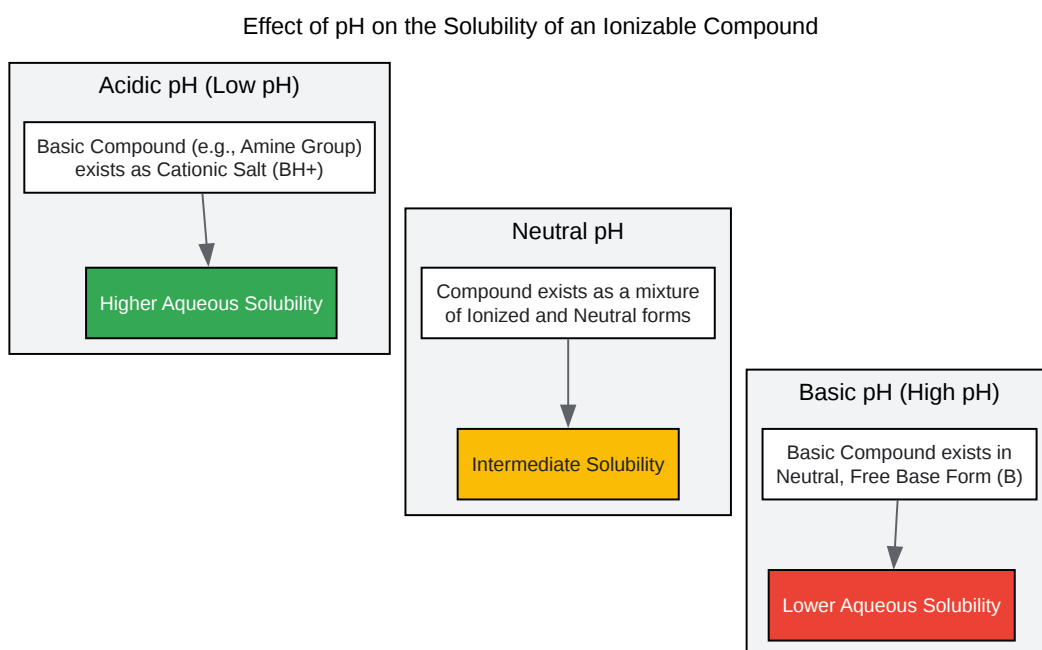 Effect of pH on the Solubility of an Ionizable Compound
Acidic pH (Low pH)
Basic Compound (e.g., Amine Group)
exists as Cationic Salt (BH+)
Higher Aqueous Solubility
Neutral pH
Compound exists as a mixture
of Ionized and Neutral forms
Intermediate Solubility
Basic pH (High pH)
Basic Compound exists in
Neutral, Free Base Form (B)
Lower Aqueous Solubility